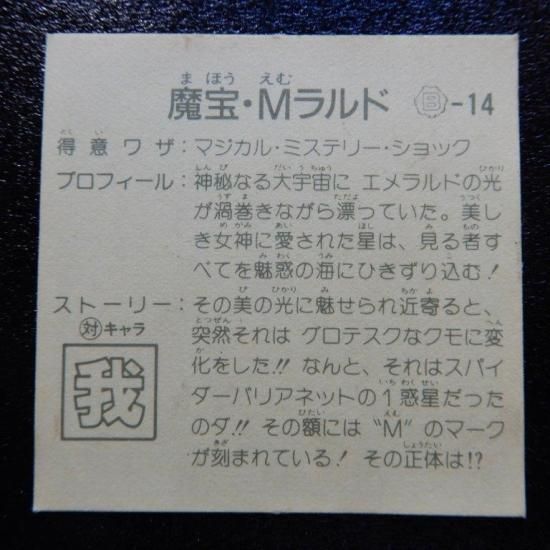 魔宝・Mラルド Ⓑ-14
得意ワザ:マジカル・ミステリー・ショック
プロフィール:神秘なる大宇宙に エメラルドの光
が渦巻きながら漂っていた。美し
き女神に愛された星は、見る者す
べてを魅惑の海にひきずり込む!
ストーリー:その美の光に魅せられ近寄ると、
㊥キャラ
突然それは グロテスクなクモに変
化をした!! なんと、それはスパイ
ダーバリアネットの1惑星だった
のダ!! その額には“M”のマーク
が刻まれている! その正体は!?
我